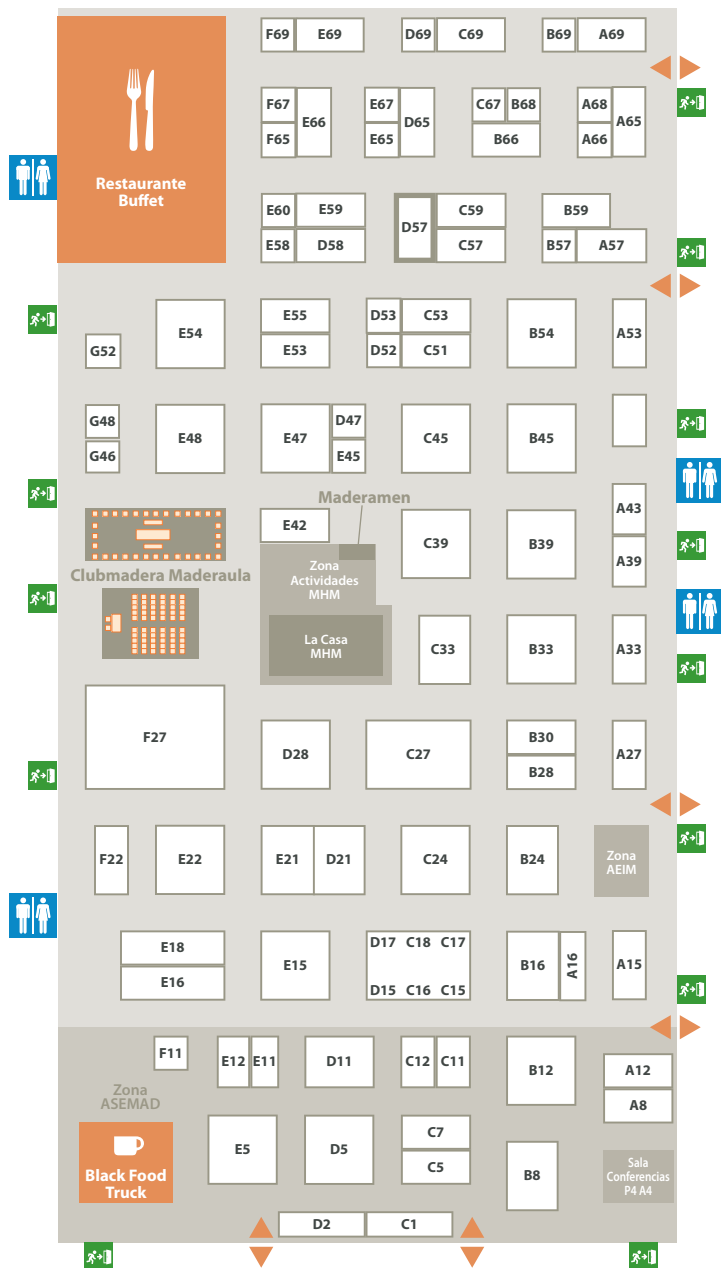 F69 E69 D69 C69 B69 A69
F67 E66 E67 D65 C67 B68 A68 A65
F65 E65 B66 A66
Restaurante
Buffet
E60 E59 D57 C59 B59
E58 D58 C57 B57 A57
E54 E55 D53 C53 B54 A53
G52 E53 D52 C51
G48 E48 E47 D47 C45 B45
G46 E45
Maderamen
E42 C39 B39 A43
A39
Zona
Actividades
MHM
Clubmadera Maderaula
La Casa
MHM
C33 B33 A33
F27 D28 C27 B30 A27
B28
F22 E22 E21 D21 C24 B24
Zona
AEIM
E18 E15 D17 C18 C17 B16 A16 A15
E16 D15 C16 C15
F11 E12 E11 D11 C12 C11 B12 A12
A8
Zona
ASEMAD
Black Food
Truck
E5 D5 C7 B8
C5
Sala
Conferencias
P4 A4
D2 C1